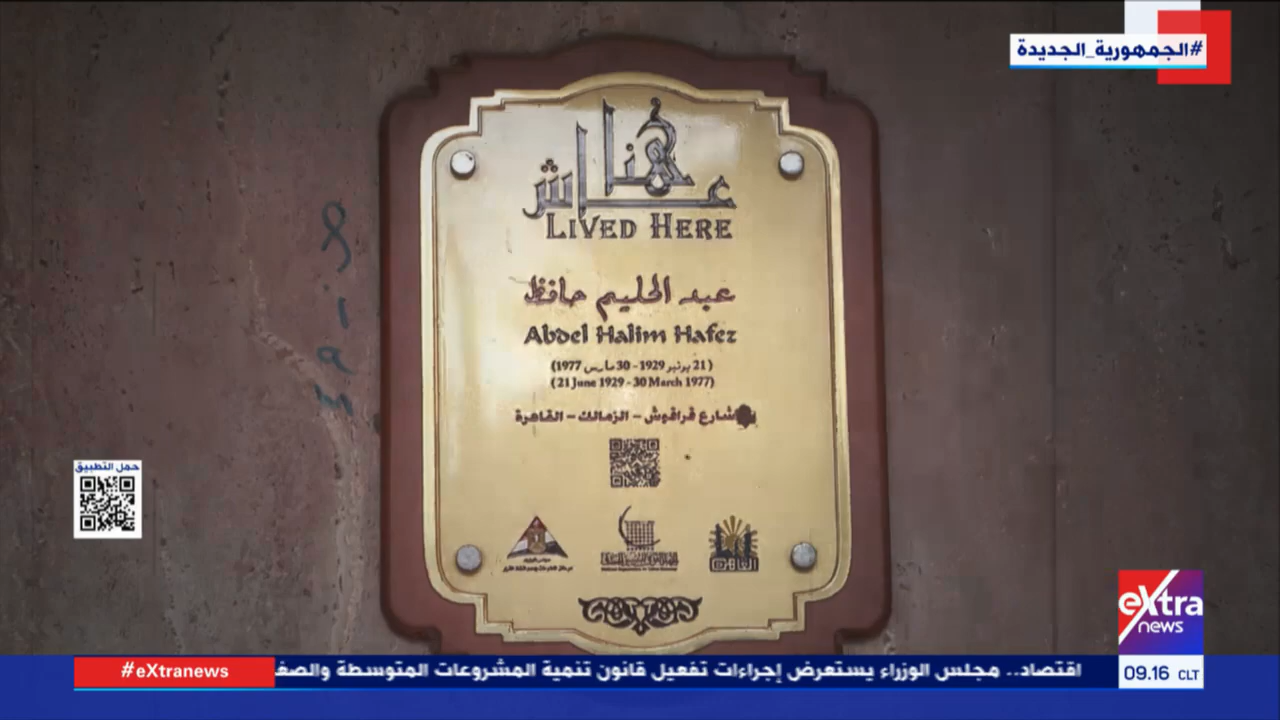 #الجمهورية_الجديدة
هنا
عاش
LIVED HERE
عبد الحليم حافظ
Abdel Halim Hafez
(21 يونيو 1929 - 30 مارس 1977)
(21 June 1929 - 30 March 1977)
شارع قراقوش - الزمالك - القاهرة
حمل التطبيق
eXtra
news
#eXtranews
اقتصاد.. مجلس الوزراء يستعرض إجراءات تفعيل قانون تنمية المشروعات المتوسطة والصغ
09.16 CLT